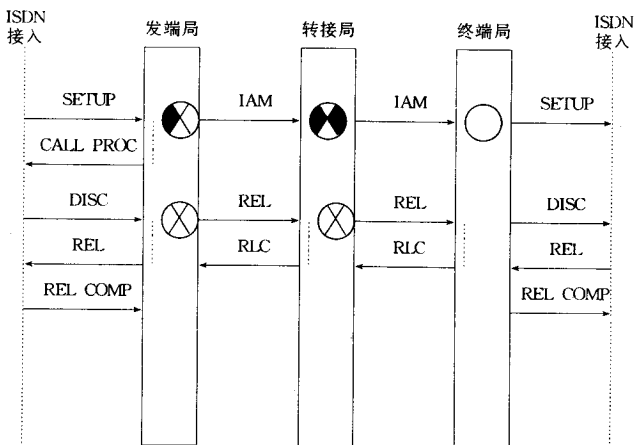 ISDN
接入
发端局
转接局
终端局
ISDN
接入
SETUP
IAM
IAM
SETUP
CALL PROC
DISC
REL
REL
DISC
REL
RLC
RLC
REL
REL COMP
REL COMP